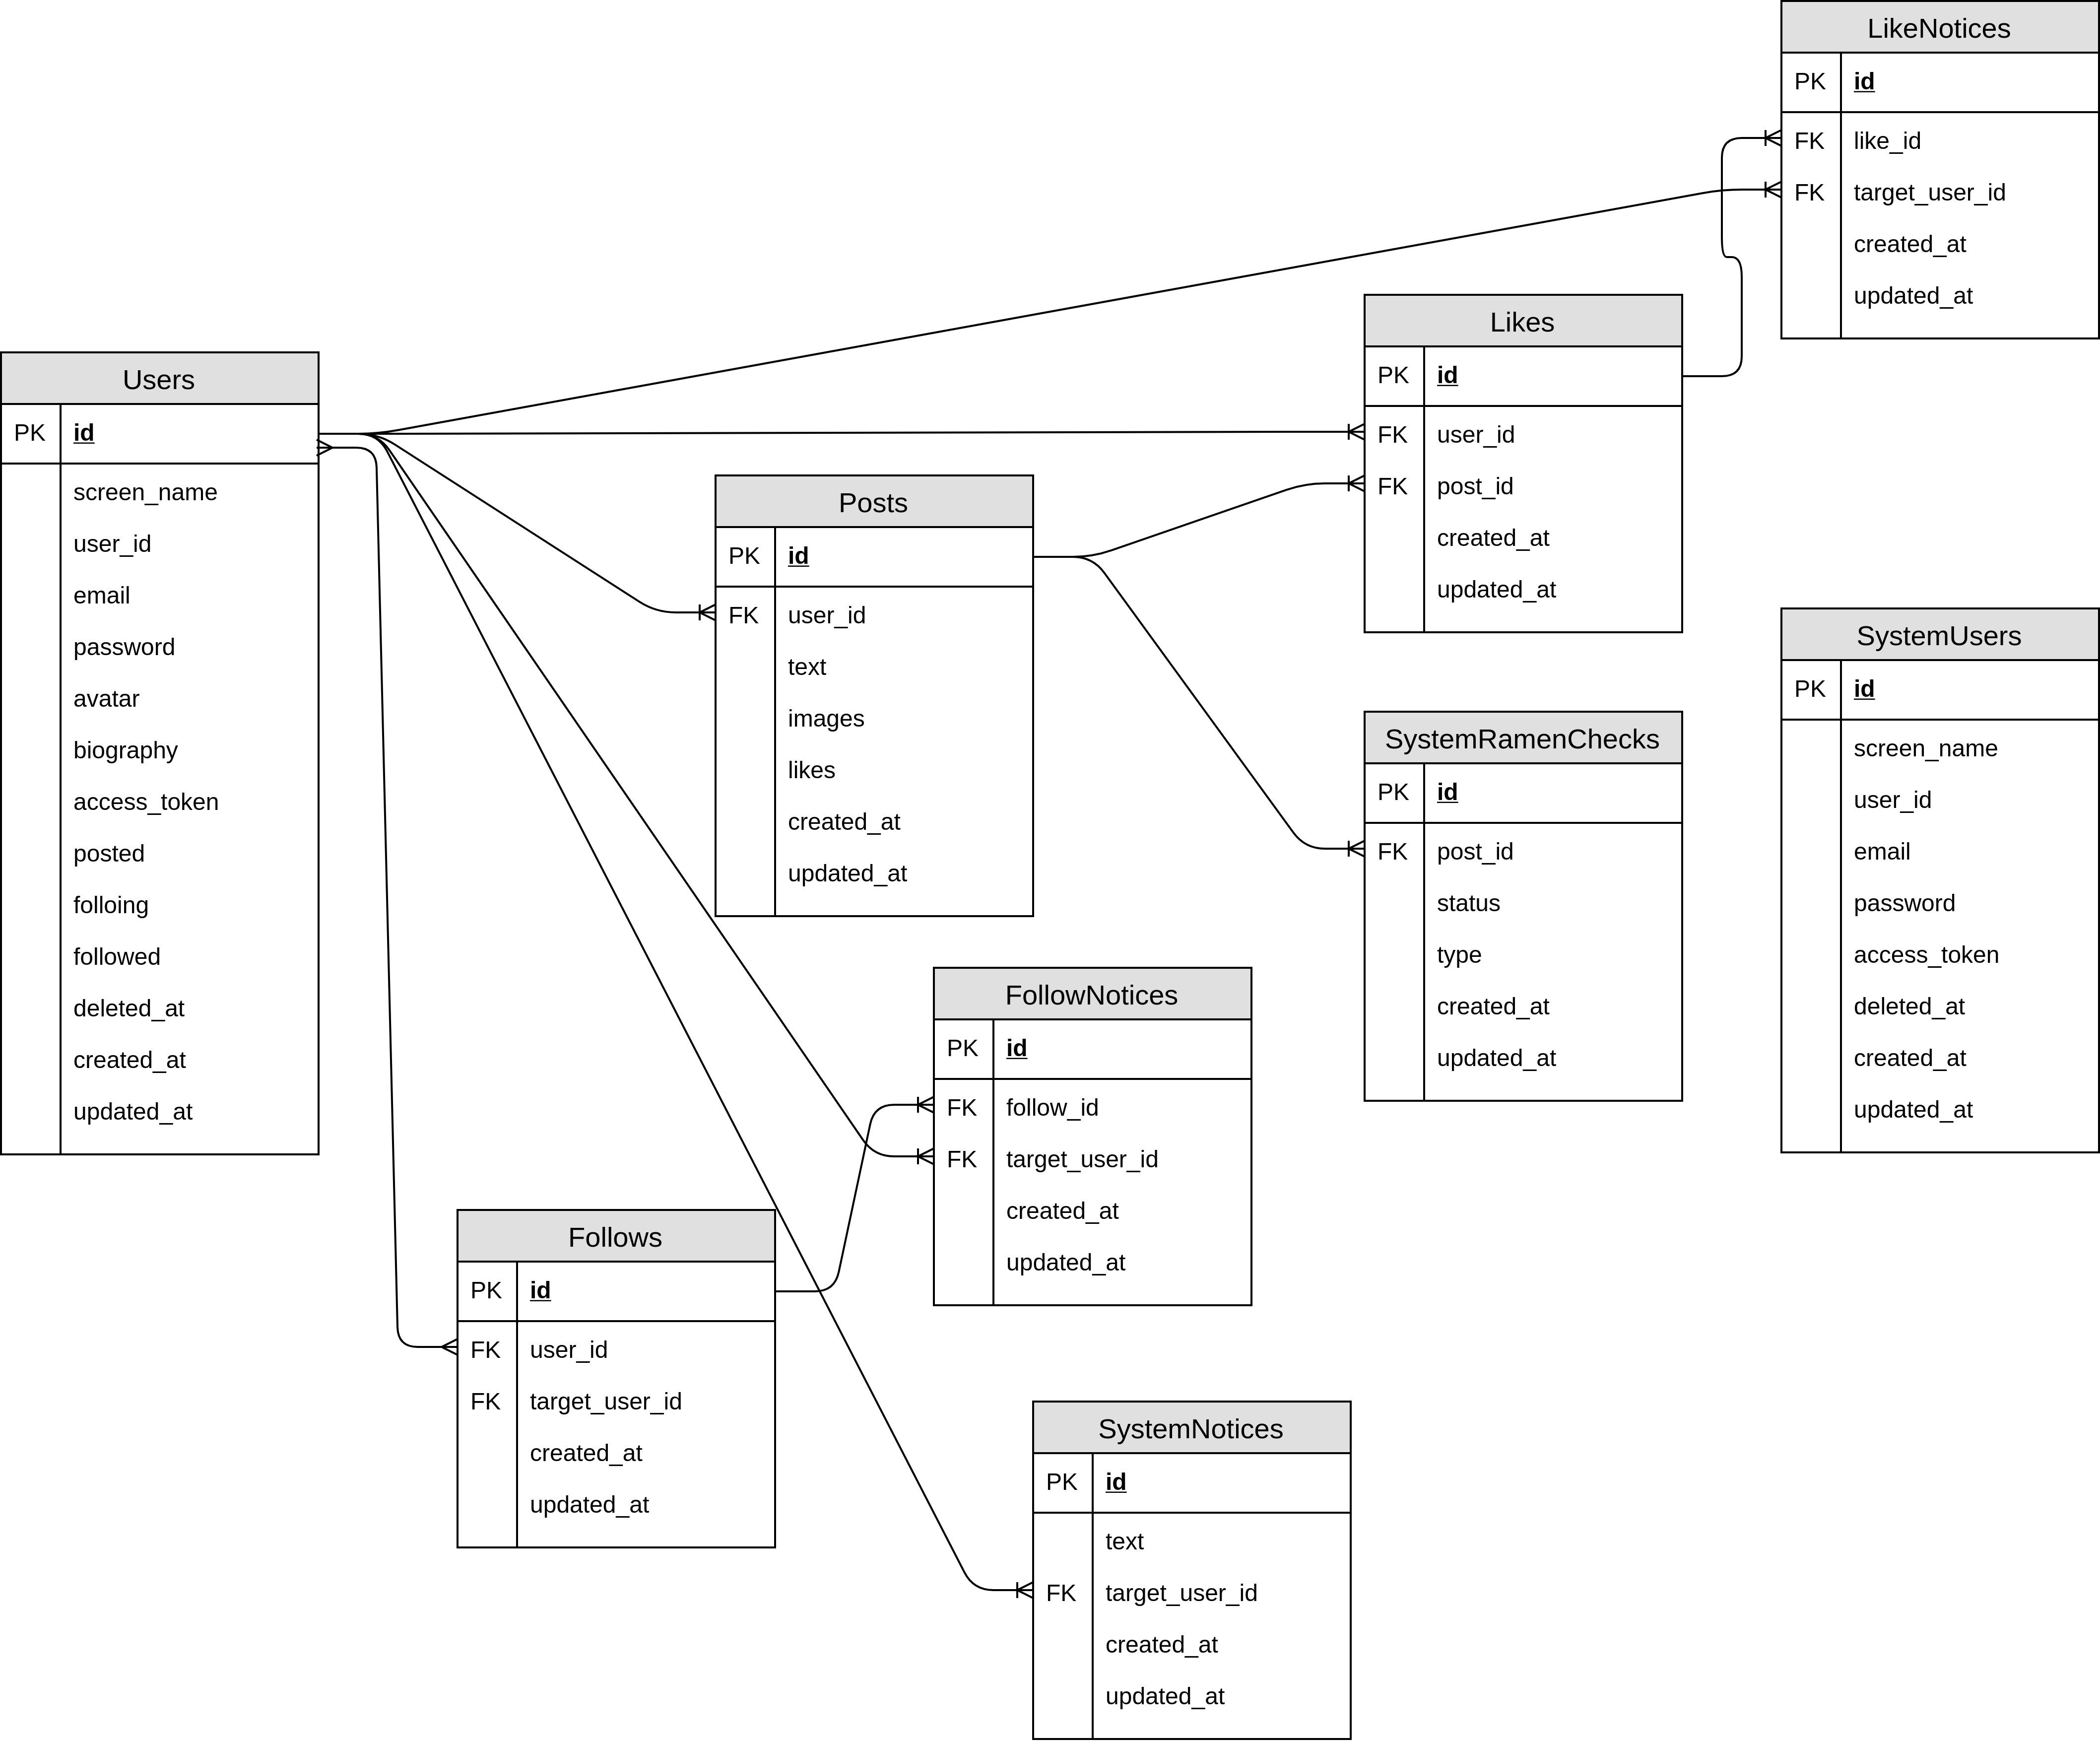 LikeNotices
PK id
FK like_id
FK target_user_id
created_at
updated_at
Likes
PK id
FK user_id
FK post_id
created_at
updated_at
Users
PK id
screen_name
user_id
email
password
avatar
biography
access_token
posted
folloing
followed
deleted_at
created_at
updated_at
Posts
PK id
FK user_id
text
images
likes
created_at
updated_at
SystemUsers
PK id
screen_name
user_id
email
password
access_token
deleted_at
created_at
updated_at
SystemRamenChecks
PK id
FK post_id
status
type
created_at
updated_at
FollowNotices
PK id
FK follow_id
FK target_user_id
created_at
updated_at
Follows
PK id
FK user_id
FK target_user_id
created_at
updated_at
SystemNotices
PK id
text
FK target_user_id
created_at
updated_at